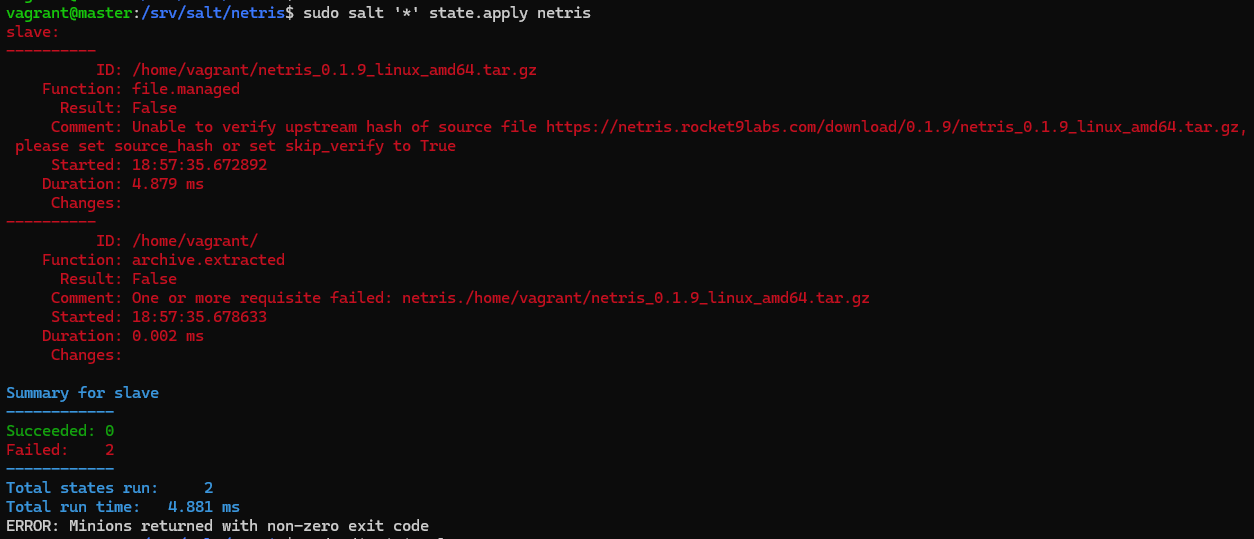 vagrant@master:/srv/salt/netris$ sudo salt '*' state.apply netris
slave:
----------
          ID: /home/vagrant/netris_0.1.9_linux_amd64.tar.gz
    Function: file.managed
      Result: False
     Comment: Unable to verify upstream hash of source file https://netris.rocket9labs.com/download/0.1.9/netris_0.1.9_linux_amd64.tar.gz,
 please set source_hash or set skip_verify to True
     Started: 18:57:35.672892
    Duration: 4.879 ms
     Changes:
----------
          ID: /home/vagrant/
    Function: archive.extracted
      Result: False
     Comment: One or more requisite failed: netris./home/vagrant/netris_0.1.9_linux_amd64.tar.gz
     Started: 18:57:35.678633
    Duration: 0.002 ms
     Changes:

Summary for slave
------------
Succeeded: 0
Failed:    2
------------
Total states run:     2
Total run time:   4.881 ms
ERROR: Minions returned with non-zero exit code